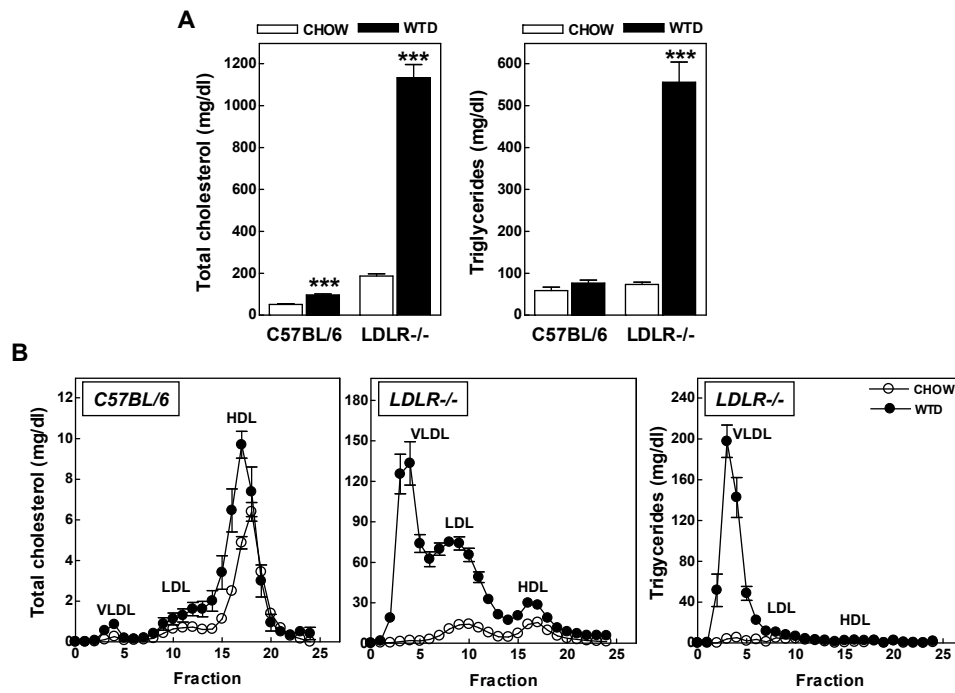 A
CHOW WTD
CHOW WTD
Total cholesterol (mg/dl)
1200
1000
800
600
400
200
0
***
***
C57BL/6 LDLR-/-
Triglycerides (mg/dl)
600
500
400
300
200
100
0
***
C57BL/6 LDLR-/-
B
C57BL/6
Total cholesterol (mg/dl)
12
10
8
6
4
2
0
VLDL
LDL
HDL
0 5 10 15 20 25
Fraction
LDLR-/-
180
150
120
90
60
30
0
VLDL
LDL
HDL
0 5 10 15 20 25
Fraction
LDLR-/-
CHOW
WTD
Trigycerides (mg/dl)
240
200
160
120
80
40
0
VLDL
LDL
HDL
0 5 10 15 20 25
Fraction